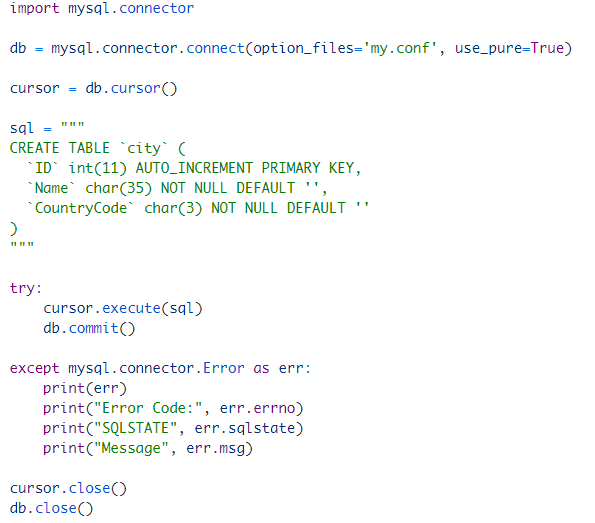 import mysql.connector

db = mysql.connector.connect(option_files='my.conf', use_pure=True)

cursor = db.cursor()

sql = """
CREATE TABLE `city` (
  `ID` int(11) AUTO_INCREMENT PRIMARY KEY,
  `Name` char(35) NOT NULL DEFAULT '',
  `CountryCode` char(3) NOT NULL DEFAULT ''
)
"""

try:
    cursor.execute(sql)
    db.commit()

except mysql.connector.Error as err:
    print(err)
    print("Error Code:", err.errno)
    print("SQLSTATE", err.sqlstate)
    print("Message", err.msg)

cursor.close()
db.close()